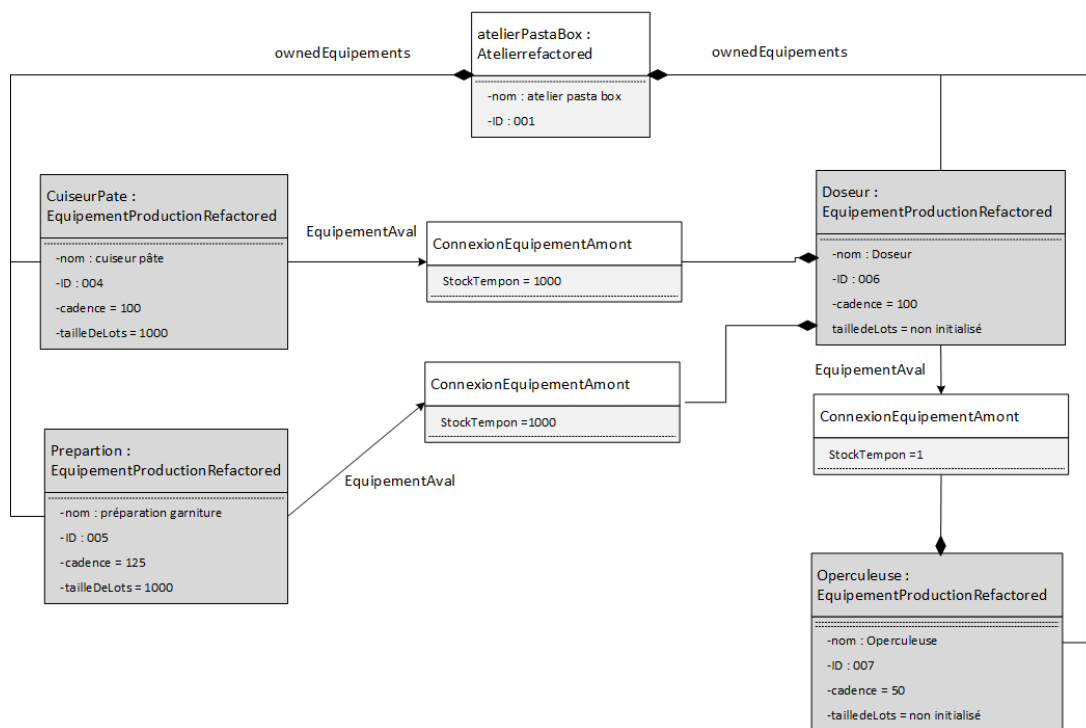 atelierPastaBox :
Atelierrefactored
-nom : atelier pasta box
-ID : 001
ownedEquipements
ownedEquipements
CuiseurPate :
EquipementProductionRefactored
-nom : cuiseur pâte
-ID : 004
-cadence = 100
-tailleDeLots = 1000
EquipementAval
ConnexionEquipementAmont
StockTempon = 1000
Doseur :
EquipementProductionRefactored
-nom : Doseur
-ID : 006
-cadence = 100
tailledeLots = non initialisé
ConnexionEquipementAmont
StockTempon =1000
EquipementAval
ConnexionEquipementAmont
StockTempon =1
Prepartion :
EquipementProductionRefactored
-nom : préparation garniture
-ID : 005
-cadence = 125
-tailleDeLots = 1000
EquipementAval
Operculeuse :
EquipementProductionRefactored
-nom : Operculeuse
-ID : 007
-cadence = 50
-tailledeLots = non initialisé